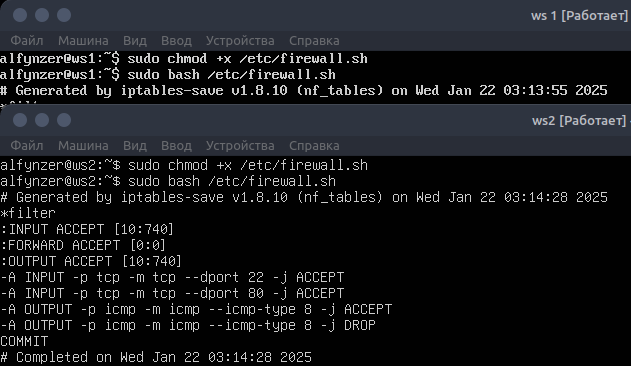 ws 1 [Работает]
Файл Машина Вид Ввод Устройства Справка
alfynzer@ws1:~$ sudo chmod +x /etc/firewall.sh
alfynzer@ws1:~$ sudo bash /etc/firewall.sh
# Generated by iptables-save v1.8.10 (nf_tables) on Wed Jan 22 03:13:55 2025
ws2 [Работает]
Файл Машина Вид Ввод Устройства Справка
alfynzer@ws2:~$ sudo chmod +x /etc/firewall.sh
alfynzer@ws2:~$ sudo bash /etc/firewall.sh
# Generated by iptables-save v1.8.10 (nf_tables) on Wed Jan 22 03:14:28 2025
*filter
:INPUT ACCEPT [10:740]
:FORWARD ACCEPT [0:0]
:OUTPUT ACCEPT [10:740]
-A INPUT -p tcp -m tcp --dport 22 -j ACCEPT
-A INPUT -p tcp -m tcp --dport 80 -j ACCEPT
-A OUTPUT -p icmp -m icmp --icmp-type 8 -j ACCEPT
-A OUTPUT -p icmp -m icmp --icmp-type 8 -j DROP
COMMIT
# Completed on Wed Jan 22 03:14:28 2025